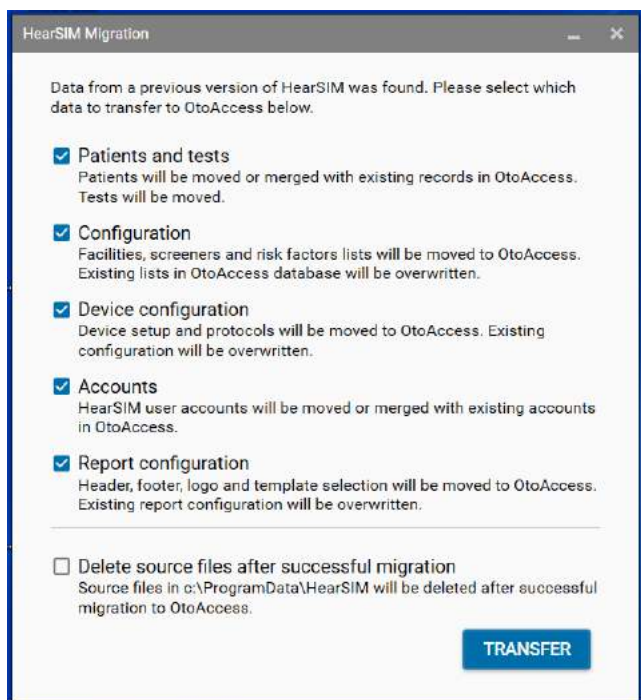 HearSIM Migration
Data from a previous version of HearSIM was found. Please select which
data to transfer to OtoAccess below.
Patients and tests
Patients will be moved or merged with existing records in OtoAccess.
Tests will be moved.
Configuration
Facilities, screeners and risk factors lists will be moved to OtoAccess.
Existing lists in OtoAccess database will be overwritten.
Device configuration
Device setup and protocols will be moved to OtoAccess. Existing
configuration will be overwritten.
Accounts
HearSIM user accounts will be moved or merged with existing accounts
in OtoAccess.
Report configuration
Header, footer, logo and template selection will be moved to OtoAccess.
Existing report configuration will be overwritten.
Delete source files after successful migration
Source files in c:\ProgramData\HearSIM will be deleted after successful
migration to OtoAccess.
TRANSFER